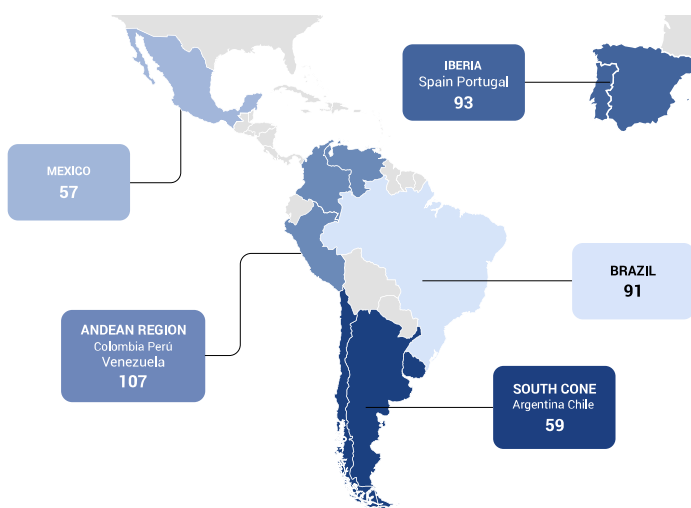 IBERIA
Spain Portugal
93
MEXICO
57
BRAZIL
91
ANDEAN REGION
Colombia Perú
Venezuela
107
SOUTH CONE
Argentina Chile
59